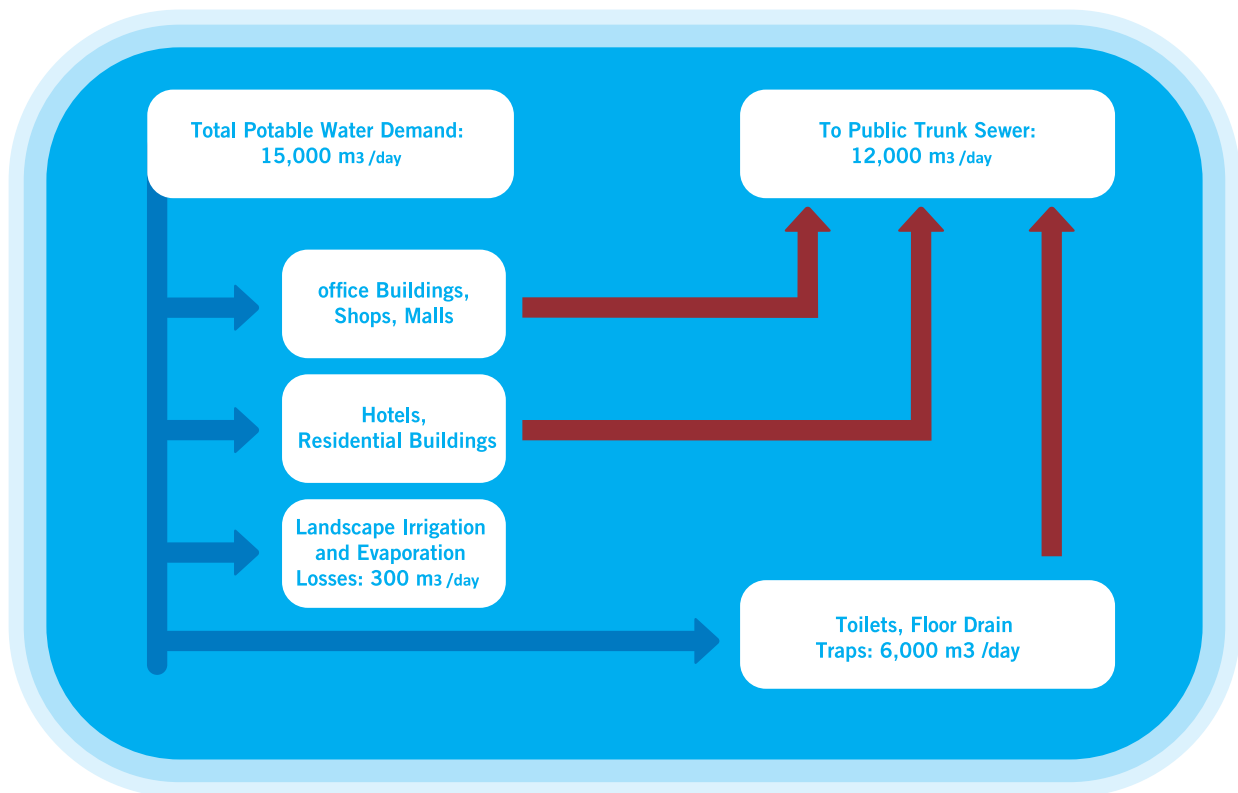 Total Potable Water Demand:
15,000 m3 /day
To Public Trunk Sewer:
12,000 m3 /day
office Buildings,
Shops, Malls
Hotels,
Residential Buildings
Landscape Irrigation
and Evaporation
Losses: 300 m3 /day
Toilets, Floor Drain
Traps: 6,000 m3 /day